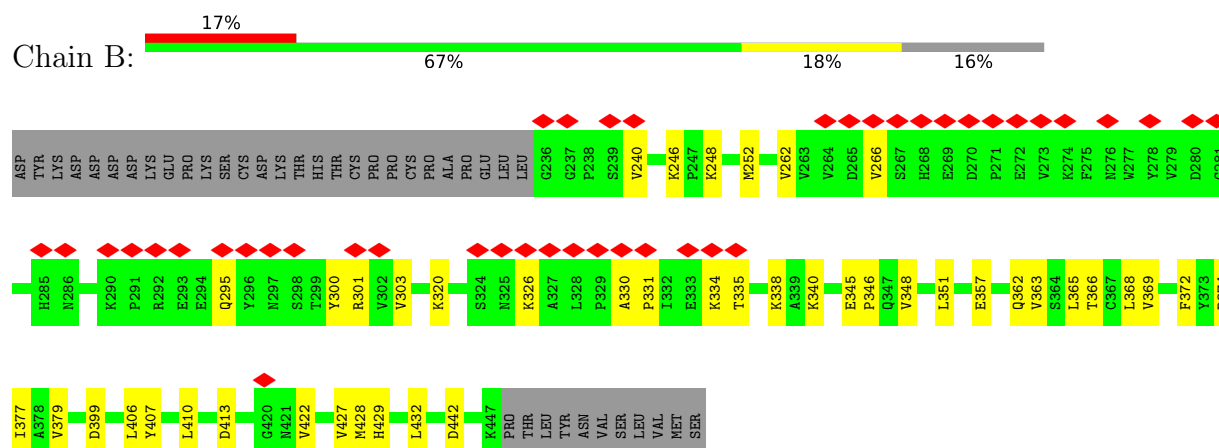 17%
Chain B:
67% 18% 16%
ASP TYR LYS ASP ASP ASP ASP LYS GLU PRO LYS SER CYS ASP LYS THR HIS THR CYS PRO PRO CYS PRO ALA PRO GLU LEU LEU G236 G237 P238 S239 V240 K246 P247 K248 M252 V262 V263 V264 D265 V266 S267 H268 E269 D270 P271 E272 V273 K274 F275 N276 W277 Y278 V279 D280
H285 N286 K290 P291 R292 E293 E294 Q295 Y296 N297 S298 T299 Y300 R301 V302 V303 K320 S324 N325 K326 A327 L328 P329 A330 P331 I332 E333 K334 T335 K338 A339 K340 E345 P346 Q347 V348 L351 E357 Q362 V363 S364 L365 T366 C367 L368 V369 F372 Y373
I377 A378 V379 D399 L406 Y407 L410 D413 G420 N421 V422 V427 M428 H429 L432 D442 K447 PRO THR LEU TYR ASN VAL SER LEU VAL MET SER